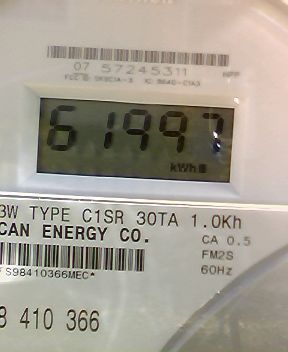 07 57245311
61997
kWh
3W TYPE C1SR 30TA 1.0Kh
CAN ENERGY CO.
CA 0.5
FM2S
60Hz
FS98410366MEC*
8 410 366